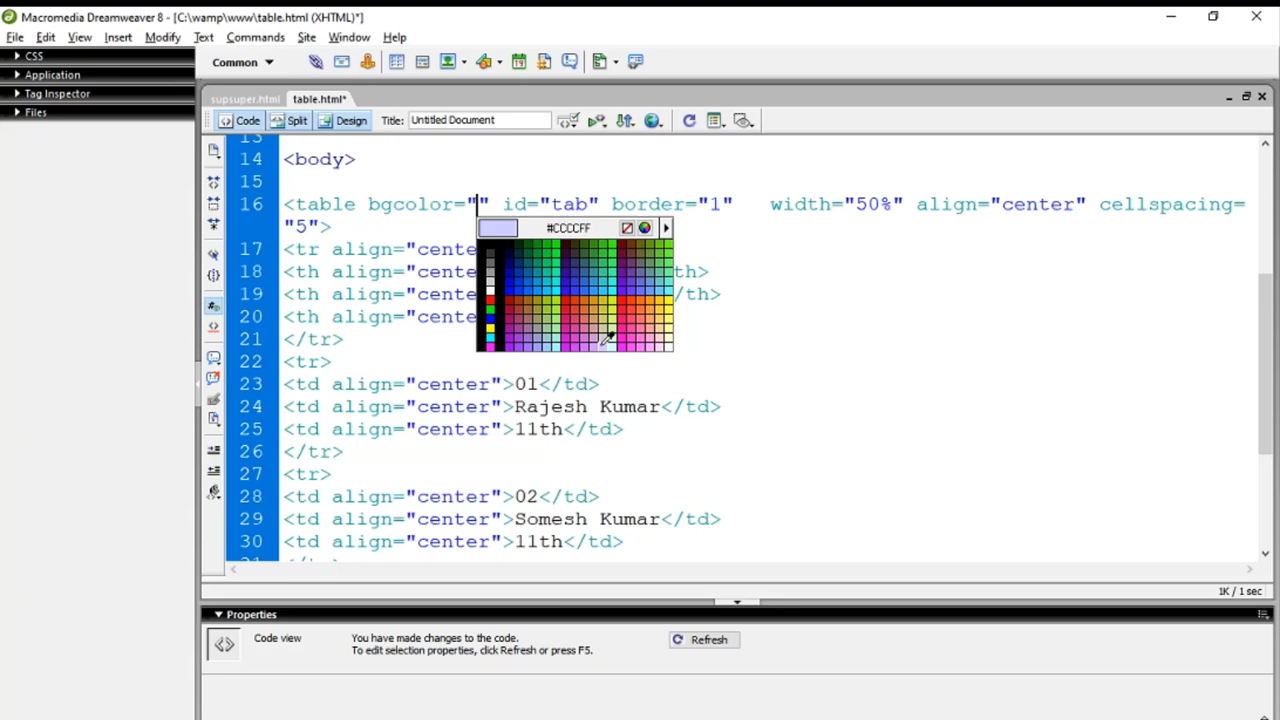 Macromedia Dreamweaver 8 - [C:\wamp\www\table.html (XHTML)*]
File Edit View Insert Modify Text Commands Site Window Help
CSS
Application
Tag Inspector
Files
Common
supsuper.html table.html*
Code Split Design Title: Untitled Document
13
14 <body>
15
16 <table bgcolor="" id="tab" border="1" width="50%" align="center" cellspacing=
"5">
#CCCCFF
17 <tr align="cente
18 <th align="cente th>
19 <th align="cente /th>
20 <th align="cente
21 </tr>
22 <tr>
23 <td align="center">01</td>
24 <td align="center">Rajesh Kumar</td>
25 <td align="center">11th</td>
26 </tr>
27 <tr>
28 <td align="center">02</td>
29 <td align="center">Somesh Kumar</td>
30 <td align="center">11th</td>
1K / 1 sec
Properties
Code view
You have made changes to the code.
To edit selection properties, click Refresh or press F5.
Refresh